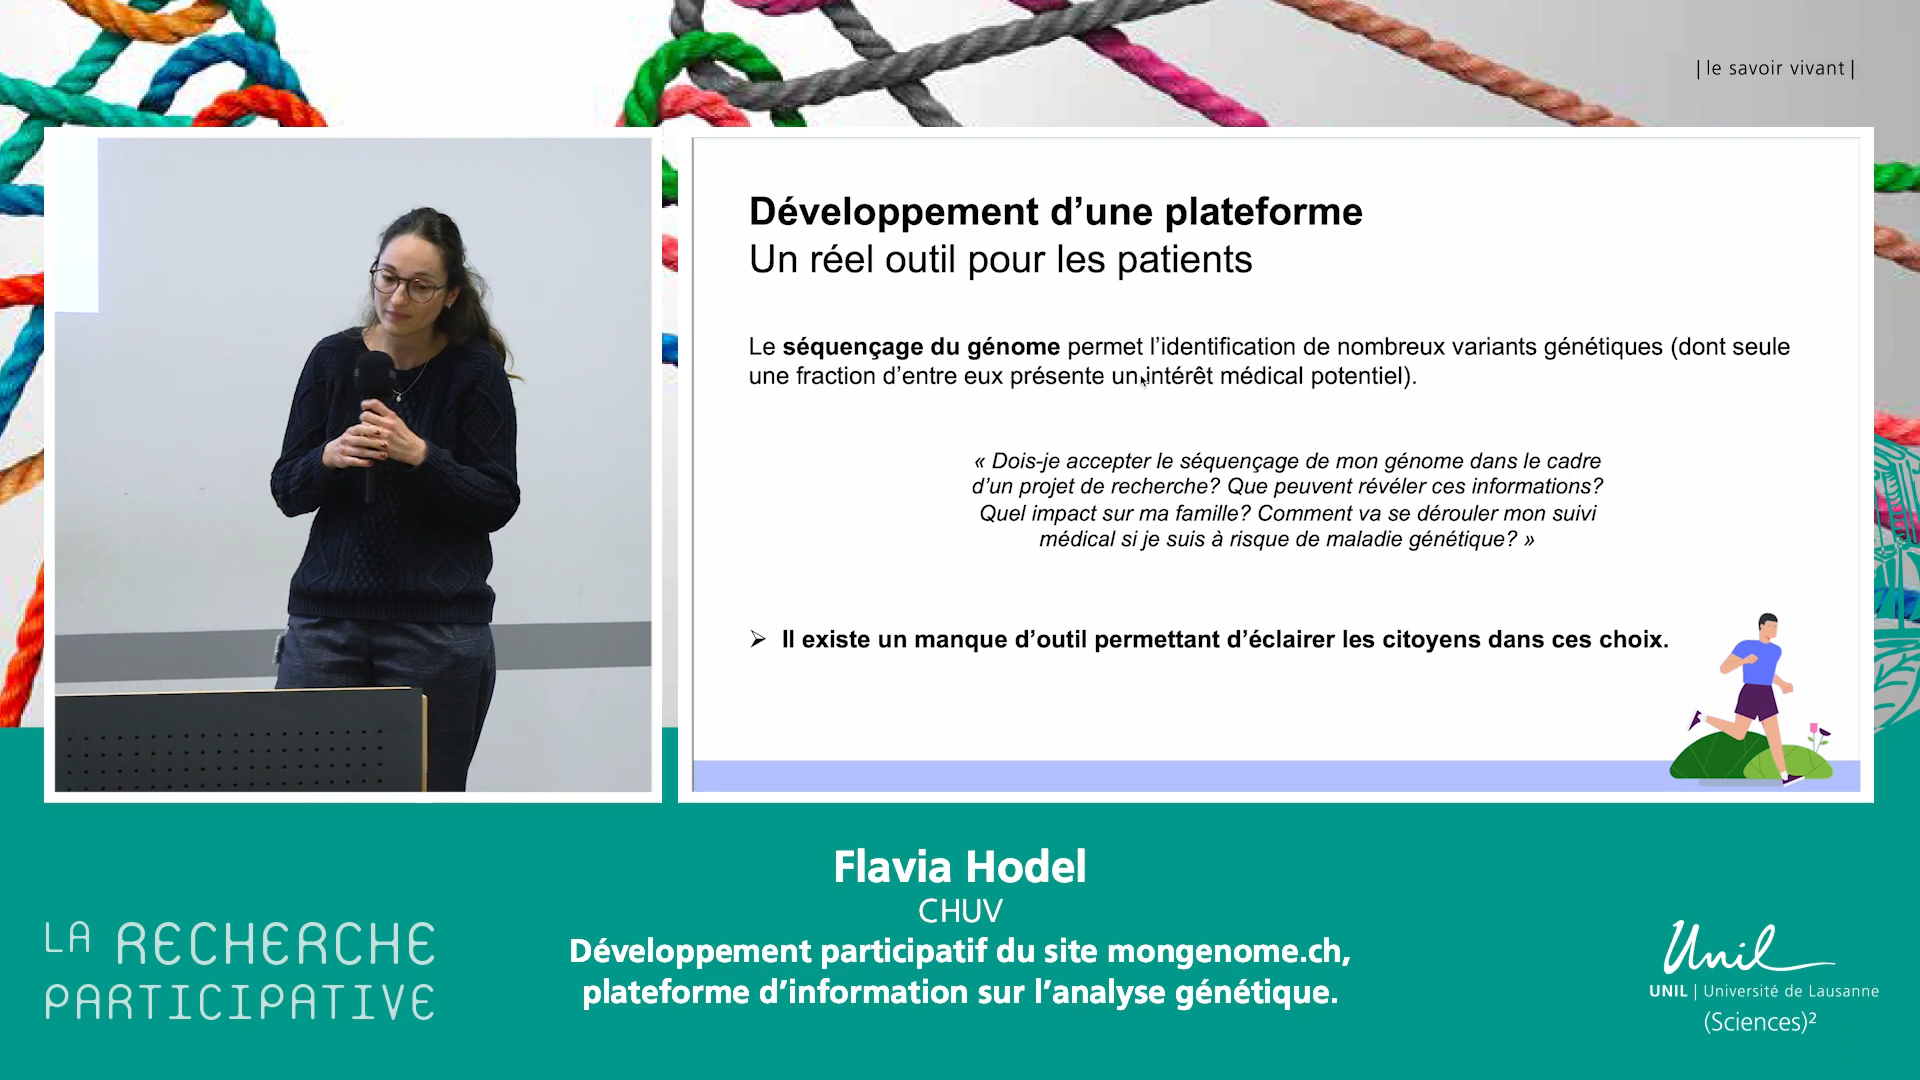 |le savoir vivant|
Développement d’une plateforme
Un réel outil pour les patients
Le séquençage du génome permet l’identification de nombreux variants génétiques (dont seule
une fraction d’entre eux présente un intérêt médical potentiel).
« Dois-je accepter le séquençage de mon génome dans le cadre
d’un projet de recherche? Que peuvent révéler ces informations?
Quel impact sur ma famille? Comment va se dérouler mon suivi
médical si je suis à risque de maladie génétique? »
➢ Il existe un manque d’outil permettant d’éclairer les citoyens dans ces choix.
Flavia Hodel
CHUV
Développement participatif du site mongenome.ch,
plateforme d’information sur l’analyse génétique.
LA RECHERCHE
PARTICIPATIVE
Unil
UNIL | Université de Lausanne
(Sciences)²